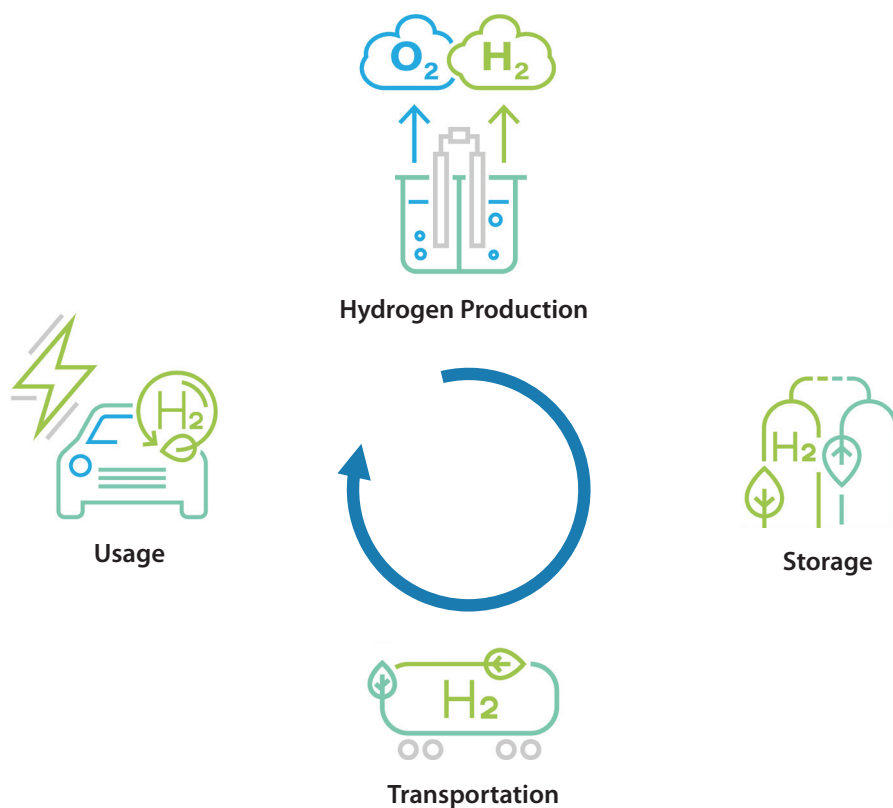 O₂ H₂
Hydrogen Production
H₂
Usage
H₂
Storage
H₂
Transportation